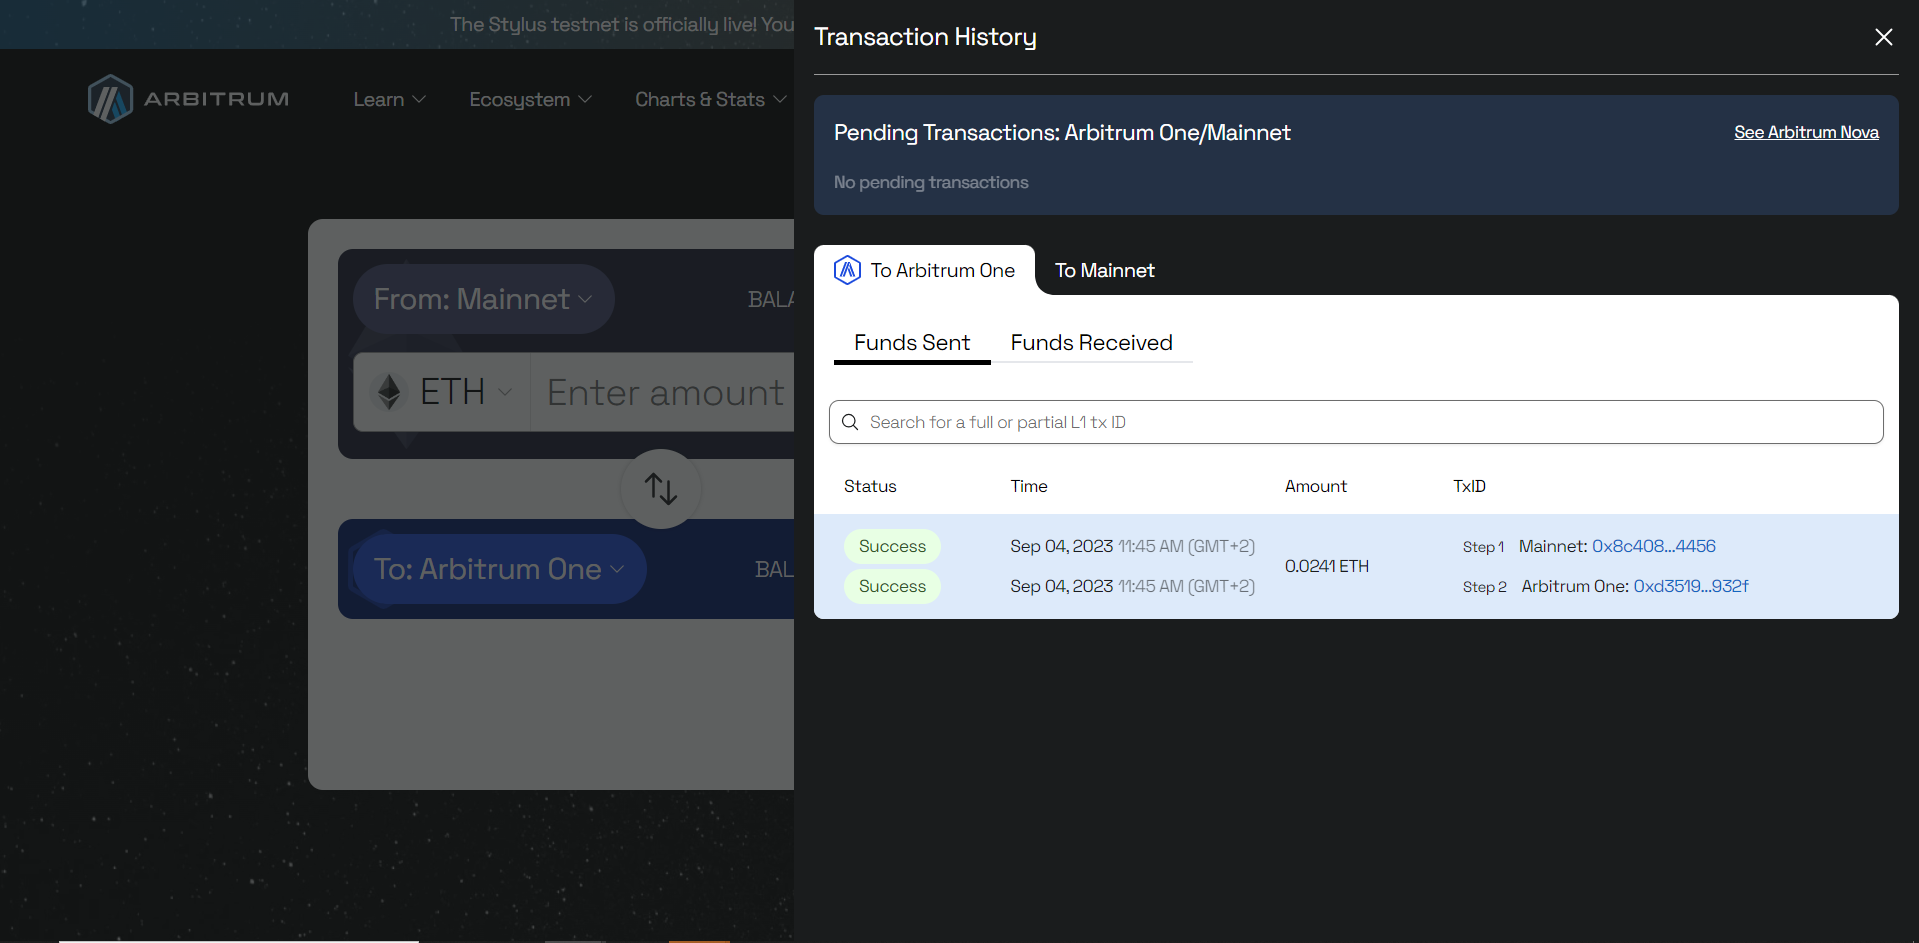 The Stylus testnet is officially live! You
ARBITRUM
Learn
Ecosystem
Charts & Stats
From: Mainnet
BALA
ETH
Enter amount
To: Arbitrum One
BAL
Transaction History
Pending Transactions: Arbitrum One/Mainnet
See Arbitrum Nova
No pending transactions
To Arbitrum One
To Mainnet
Funds Sent
Funds Received
Search for a full or partial L1 tx ID
Status Time Amount TxID
Success Sep 04, 2023 11:45 AM (GMT+2) 0.0241 ETH Step 1 Mainnet: 0x8c408...4456
Success Sep 04, 2023 11:45 AM (GMT+2) Step 2 Arbitrum One: 0xd3519...932f